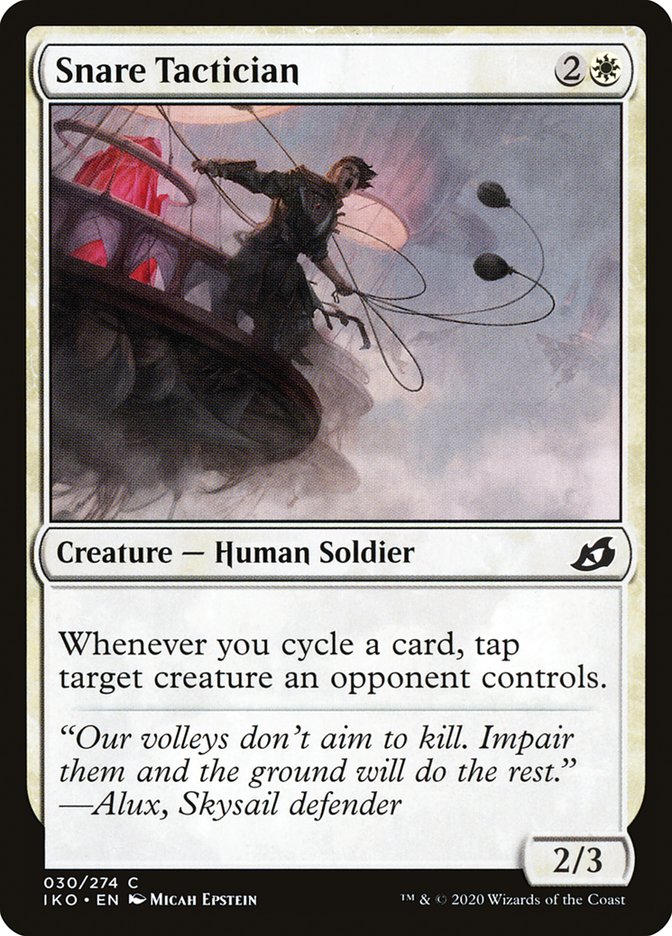 Snare Tactician 2
Creature — Human Soldier
Whenever you cycle a card, tap
target creature an opponent controls.
“Our volleys don’t aim to kill. Impair
them and the ground will do the rest.”
—Alux, Skysail defender
2/3
030/274 C
IKO • EN Micah Epstein
™ & © 2020 Wizards of the Coast